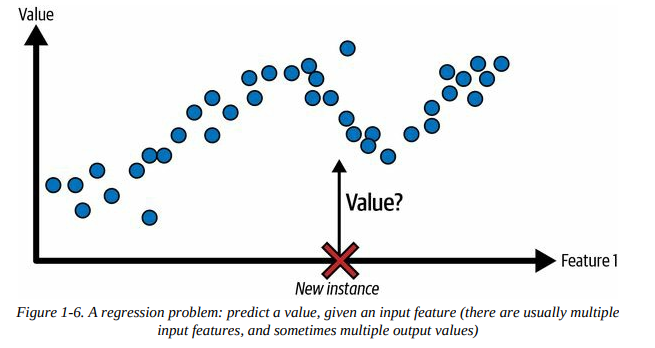 Value
Value?
Feature 1
New instance
Figure 1-6. A regression problem: predict a value, given an input feature (there are usually multiple
input features, and sometimes multiple output values)